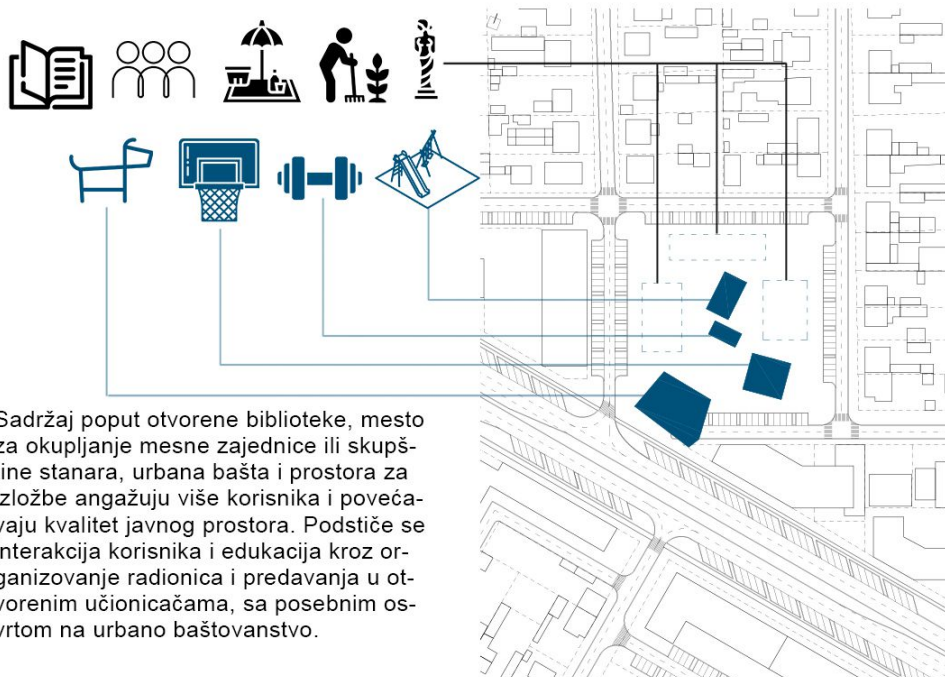 Sadržaj poput otvorene biblioteke, mesto
za okupljanje mesne zajednice ili skupš-
ine stanara, urbana bašta i prostora za
izložbe angažuju više korisnika i poveća-
vaju kvalitet javnog prostora. Podstiče se
interakcija korisnika i edukacija kroz or-
ganizovanje radionica i predavanja u ot-
vorenim učionicačama, sa posebnim os-
vrtom na urbano baštovanstvo.